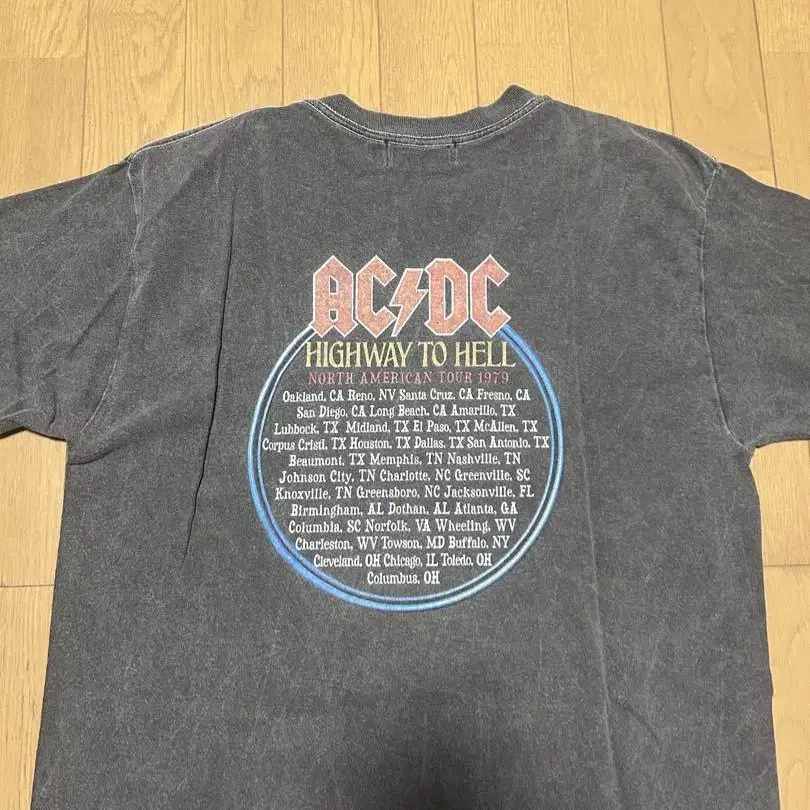 AC⚡DC
HIGHWAY TO HELL
NORTH AMERICAN TOUR 1979
Oakland, CA Reno, NV Santa Cruz, CA Fresno, CA
San Diego, CA Long Beach, CA Amarillo, TX
Lubbock, TX Midland, TX El Paso, TX McAllen, TX
Corpus Cristi, TX Houston, TX Dallas, TX San Antonio, TX
Beaumont, TX Memphis, TN Nashville, TN
Johnson City, TN Charlotte, NC Greenville, SC
Knoxville, TN Greensboro, NC Jacksonville, FL
Birmingham, AL Dothan, AL Atlanta, GA
Columbia, SC Norfolk, VA Wheeling, WV
Charleston, WV Towson, MD Buffalo, NY
Cleveland, OH Chicago, IL Toledo, OH
Columbus, OH